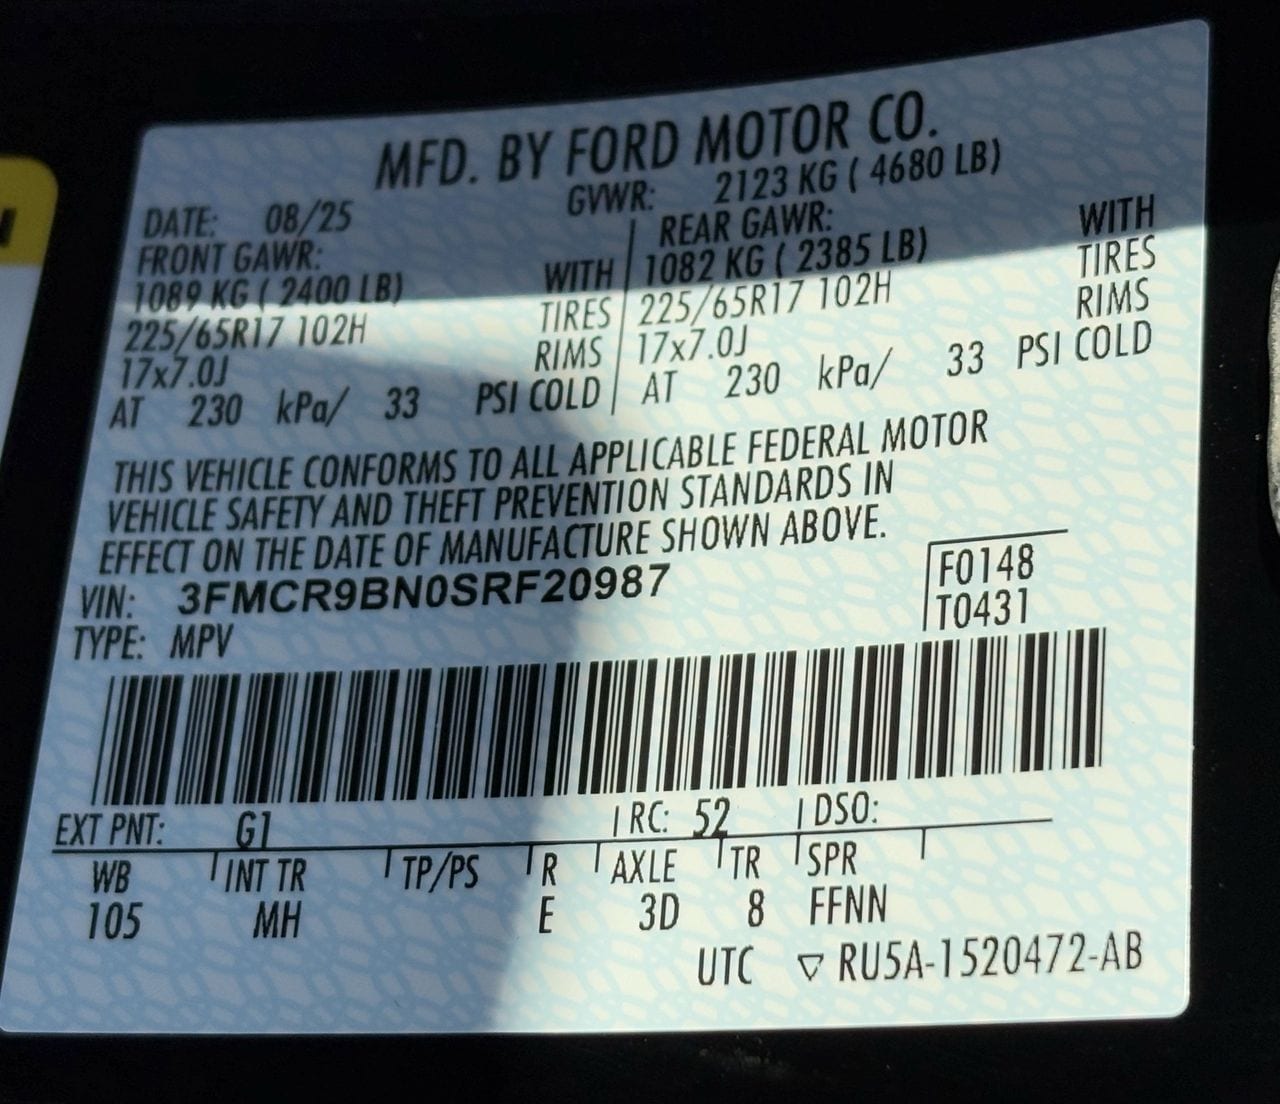 MFD. BY FORD MOTOR CO.
DATE: 08/25 GVWR: 2123 KG ( 4680 LB)
FRONT GAWR: REAR GAWR:
1089 KG ( 2400 LB) WITH 1082 KG ( 2385 LB) WITH
225/65R17 102H TIRES 225/65R17 102H TIRES
17x7.0J RIMS 17x7.0J RIMS
AT 230 kPa/ 33 PSI COLD AT 230 kPa/ 33 PSI COLD
THIS VEHICLE CONFORMS TO ALL APPLICABLE FEDERAL MOTOR
VEHICLE SAFETY AND THEFT PREVENTION STANDARDS IN
EFFECT ON THE DATE OF MANUFACTURE SHOWN ABOVE.
VIN: 3FMCR9BN0SRF20987 F0148
TYPE: MPV T0431
EXT PNT: G1 RC: 52 DSO:
WB INT TR TP/PS R AXLE TR SPR
105 MH E 3D 8 FFNN
UTC ▽ RU5A-1520472-AB